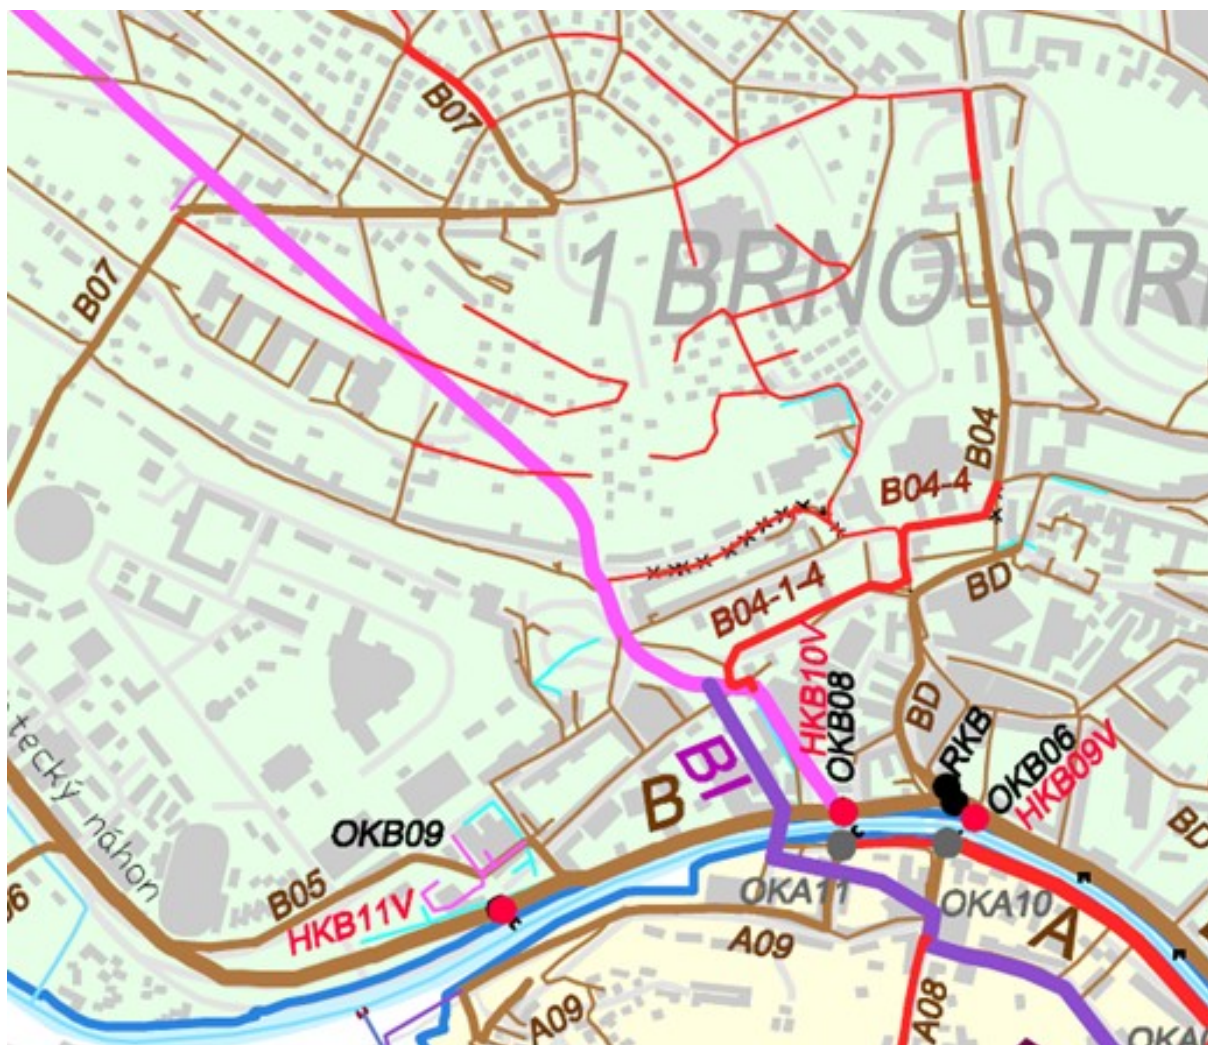 B07
1 BRNO-STŘ
B07
B04
B04-4
BD
B04-1-4
HKB10V
OKB08
BD
RKB
OKB06
HKB09V
BI
B
tecký náhon
OKB09
BD
B05
HKB11V
OKA11
OKA10
A
A09
A09
A08